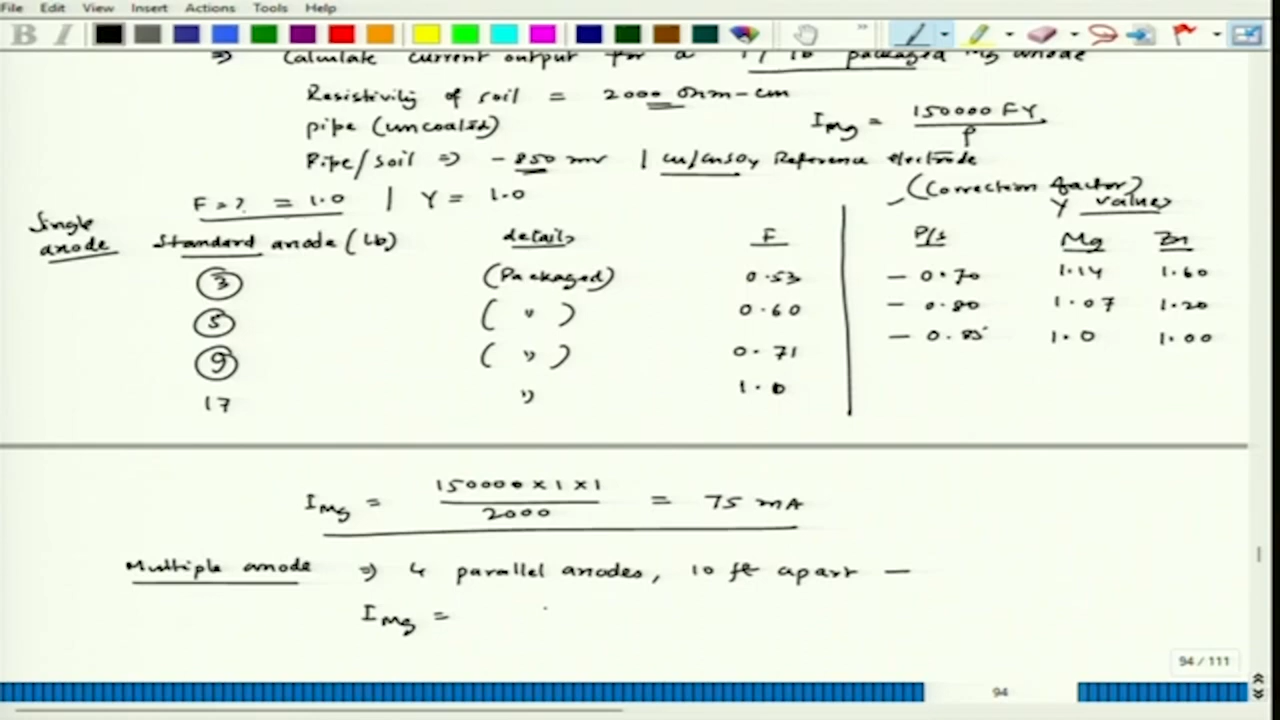 File Edit View Insert Actions Tools Help
⇒ Calculate current output for a 17 lb packaged Mg anode
Resistivity of soil = 2000 Ohm-cm
pipe (uncoated)
I_Mg = 150000 FY / ρ
Pipe/soil ⇒ -850 mv | Cu/CuSO4 Reference electrode
F = ? = 1.0 | Y = 1.0
(Correction factor)
Y values
Single anode
Standard anode (Lb) details F
P/s Mg Zn
3 (Packaged) 0.53
- 0.70 1.14 1.60
5 ( " ) 0.60
- 0.80 1.07 1.20
9 ( " ) 0.71
- 0.85 1.0 1.00
17 " 1.0
I_Mg = 150000 x 1 x 1 / 2000 = 75 mA
Multiple anode ⇒ 4 parallel anodes, 10 ft apart —
I_Mg =
94 / 111
94